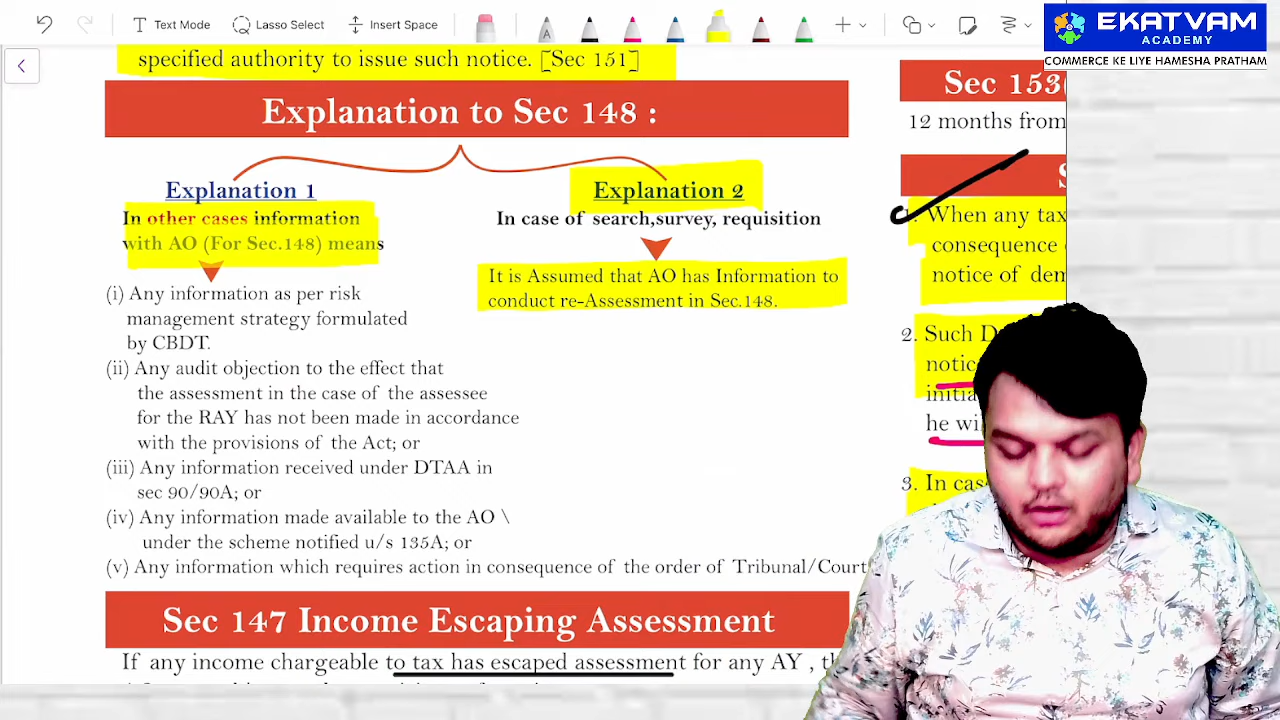 Text Mode
Lasso Select
Insert Space
A
EKATVAM
ACADEMY
COMMERCE KE LIYE HAMESHA PRATHAM
specified authority to issue such notice. [Sec 151]
Explanation to Sec 148 :
Explanation 1
In other cases information
with AO (For Sec.148) means
(i) Any information as per risk
management strategy formulated
by CBDT.
(ii) Any audit objection to the effect that
the assessment in the case of the assessee
for the RAY has not been made in accordance
with the provisions of the Act; or
(iii) Any information received under DTAA in
sec 90/90A; or
(iv) Any information made available to the AO \
under the scheme notified u/s 135A; or
(v) Any information which requires action in consequence of the order of Tribunal/Court
Explanation 2
In case of search,survey, requisition
It is Assumed that AO has Information to
conduct re-Assessment in Sec.148.
Sec 147 Income Escaping Assessment
If any income chargeable to tax has escaped assessment for any AY ,
Sec 153
12 months from
When any tax
consequence
notice of
2. Such
he
3. In